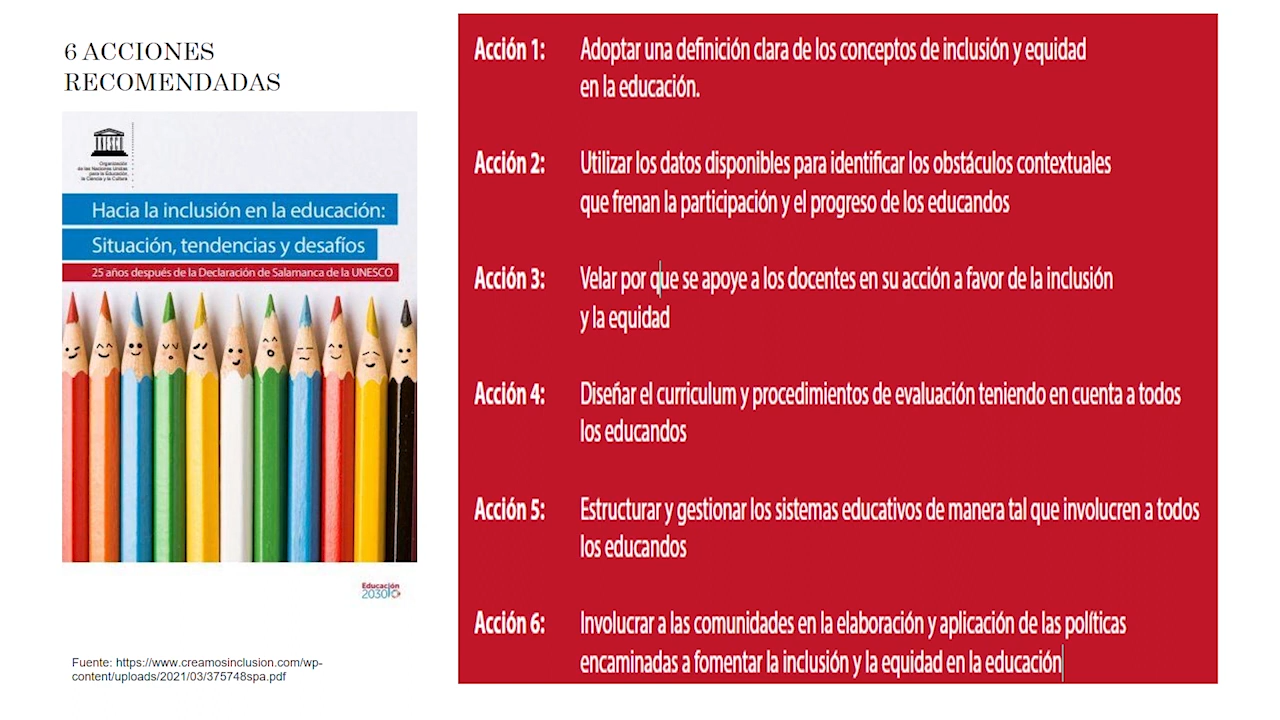 6 ACCIONES
RECOMENDADAS
UNESCO
Organización
de las Naciones Unidas
para la Educación,
la Ciencia y la Cultura
Hacia la inclusión en la educación:
Situación, tendencias y desafíos
25 años después de la Declaración de Salamanca de la UNESCO
Educación
2030
Fuente: https://www.creamosinclusion.com/wp-
content/uploads/2021/03/375748spa.pdf
Acción 1: Adoptar una definición clara de los conceptos de inclusión y equidad
en la educación.
Acción 2: Utilizar los datos disponibles para identificar los obstáculos contextuales
que frenan la participación y el progreso de los educandos
Acción 3: Velar por que se apoye a los docentes en su acción a favor de la inclusión
y la equidad
Acción 4: Diseñar el curriculum y procedimientos de evaluación teniendo en cuenta a todos
los educandos
Acción 5: Estructurar y gestionar los sistemas educativos de manera tal que involucren a todos
los educandos
Acción 6: Involucrar a las comunidades en la elaboración y aplicación de las políticas
encaminadas a fomentar la inclusión y la equidad en la educación